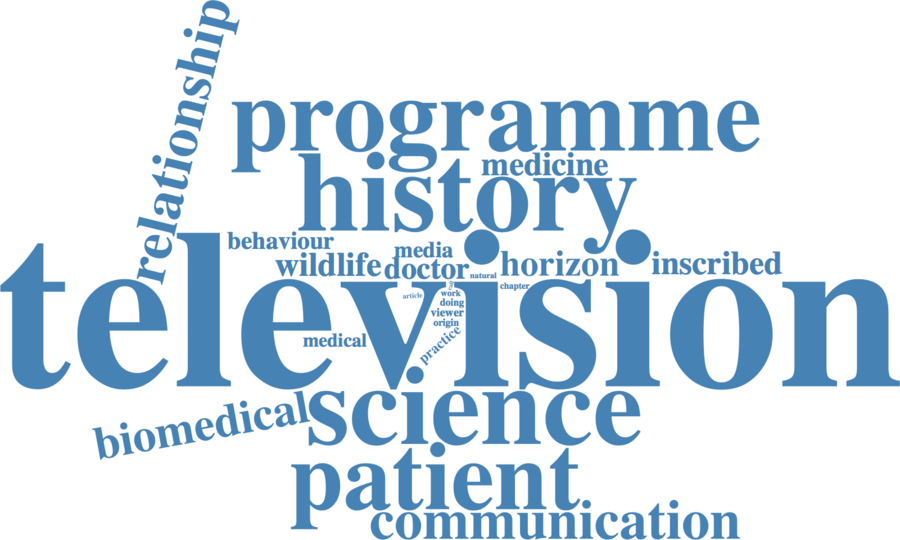 relationship
programme
medicine
history
behaviour
media
wildlife
doctor
natural
horizon
inscribed
chapter
television
article
work
doing
viewer
origin
practice
medical
science
biomedical
patient
communication